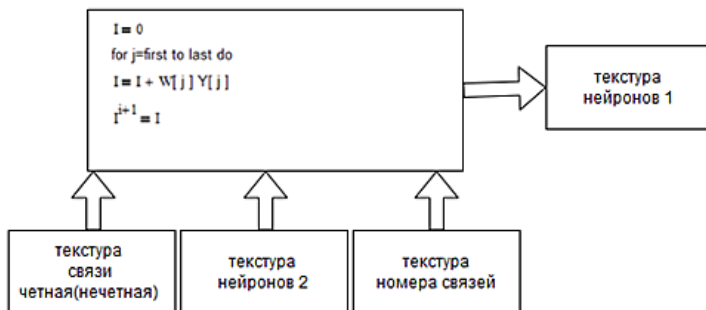 I = 0
for j=first to last do
I = I + W[ j ] Y[ j ]
I^{i+1} = I
текстура
нейронов 1
текстура
связи
четная(нечетная)
текстура
нейронов 2
текстура
номера связей